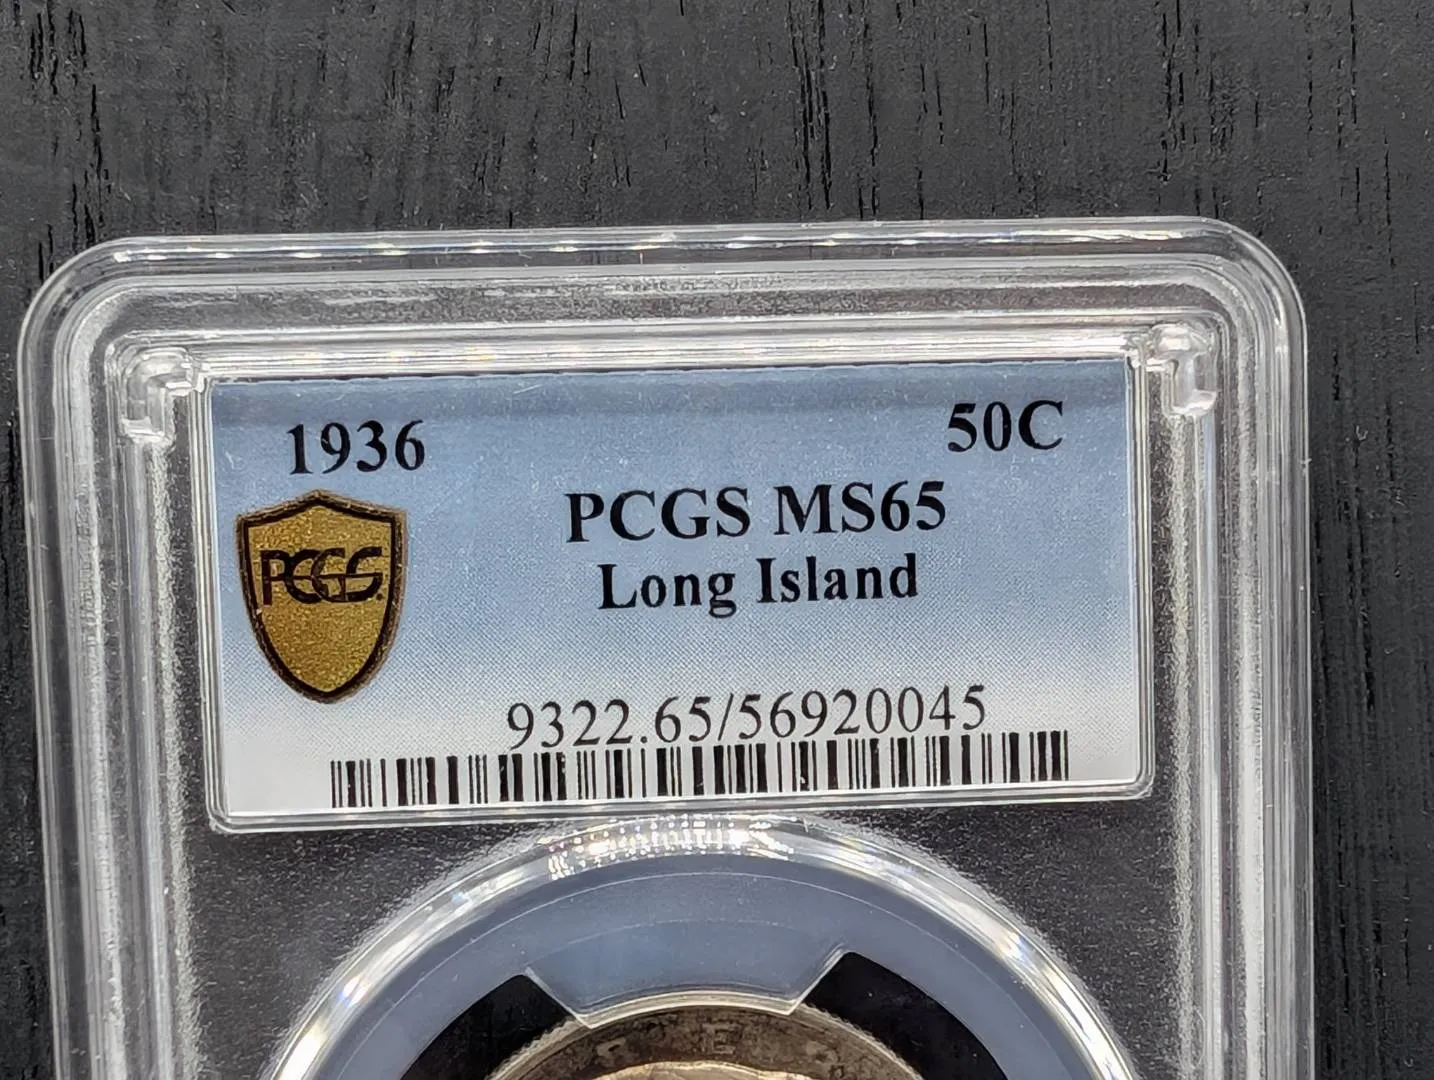 1936 50C
PCGS MS65
Long Island
PCGS.
9322.65/56920045